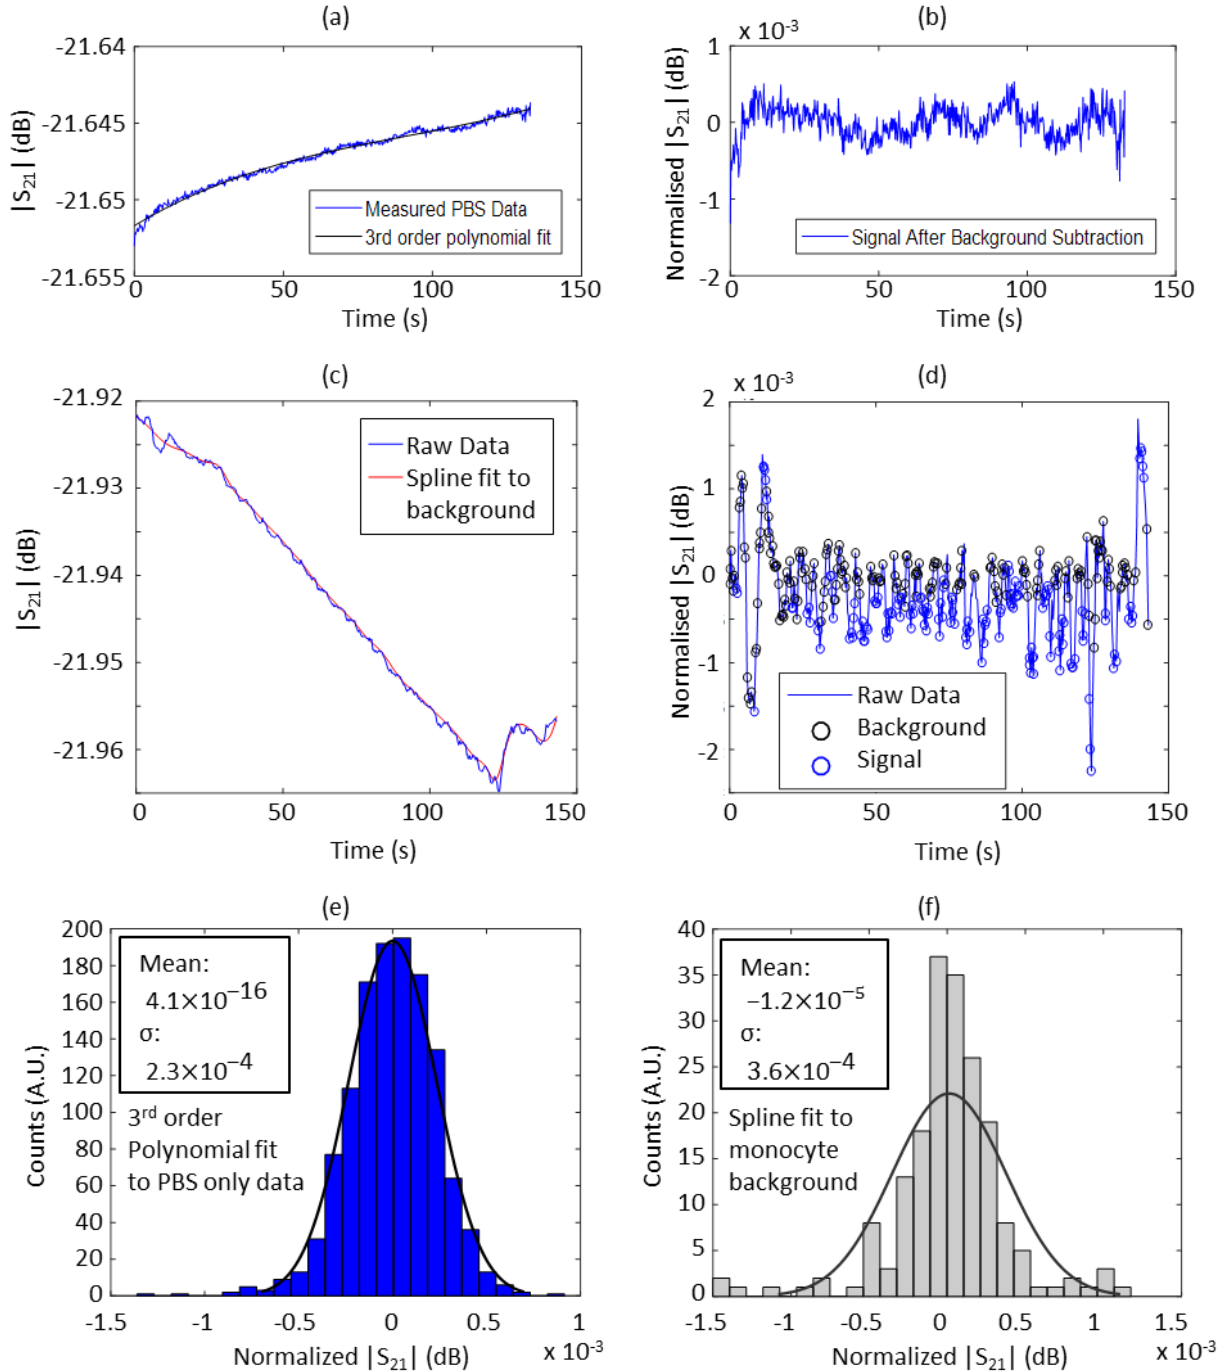 (a)
-21.64
-21.645
-21.65
-21.655
|S21| (dB)
Measured PBS Data
3rd order polynomial fit
0
50
100
150
Time (s)
(b)
x 10-3
1
0
-1
-2
Normalised |S21| (dB)
Signal After Background Subtraction
0
50
100
150
Time (s)
(c)
-21.92
-21.93
-21.94
-21.95
-21.96
|S21| (dB)
Raw Data
Spline fit to
background
0
50
100
150
Time (s)
(d)
x 10-3
2
1
0
-1
-2
Normalised |S21| (dB)
Raw Data
Background
Signal
0
50
100
150
Time (s)
(e)
200
180
160
140
120
100
80
60
40
20
0
Counts (A.U.)
Mean:
4.1×10−16
σ:
2.3×10−4
3rd order
Polynomial fit
to PBS only data
-1.5
-1
-0.5
0
0.5
1
Normalized |S21| (dB)
x 10-3
(f)
40
35
30
25
20
15
10
5
0
Counts (A.U.)
Mean:
−1.2×10−5
σ:
3.6×10−4
Spline fit to
monocyte
background
-1.5
-1
-0.5
0
0.5
1
1.5
Normalized |S21| (dB)
x 10-3